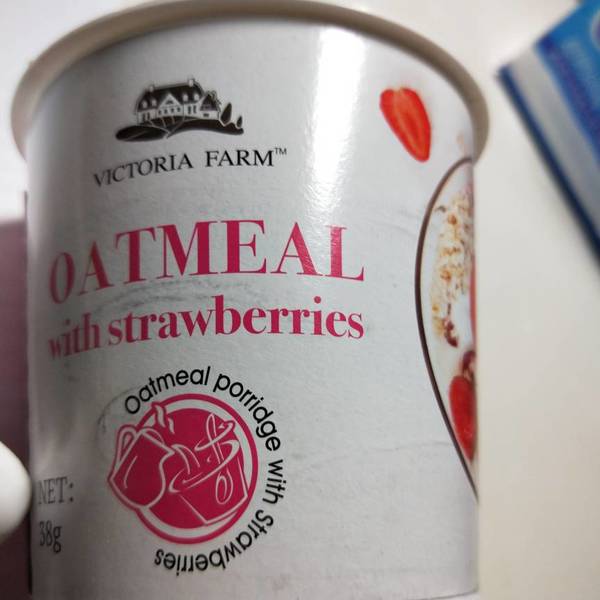 VICTORIA FARM™
OATMEAL
with strawberries
Oatmeal porridge with Strawberries
NET:
38g